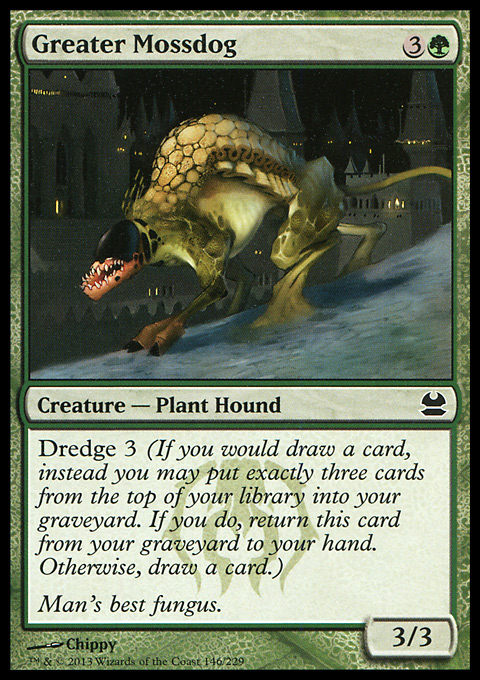 Greater Mossdog 3
Creature — Plant Hound
Dredge 3 (If you would draw a card,
instead you may put exactly three cards
from the top of your library into your
graveyard. If you do, return this card
from your graveyard to your hand.
Otherwise, draw a card.)
Man's best fungus.
3/3
Chippy
™ & © 2013 Wizards of the Coast 146/229